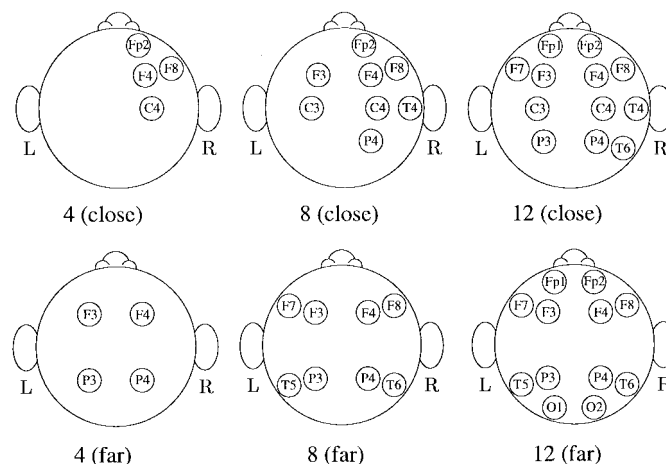 Fp2 Fp2 Fp1 Fp2
F4 F8 F3 F4 F8 F7 F3 F4 F8
C4 C3 C4 T4 C3 C4 T4
P4 P3 P4 T6
L R L R L R
4 (close) 8 (close) 12 (close)
Fp1 Fp2
F3 F4 F7 F3 F4 F8 F7 F3 F4 F8
P3 P4 T5 P3 P4 T6 T5 P3 P4 T6
O1 O2
L R L R L
4 (far) 8 (far) 12 (far)